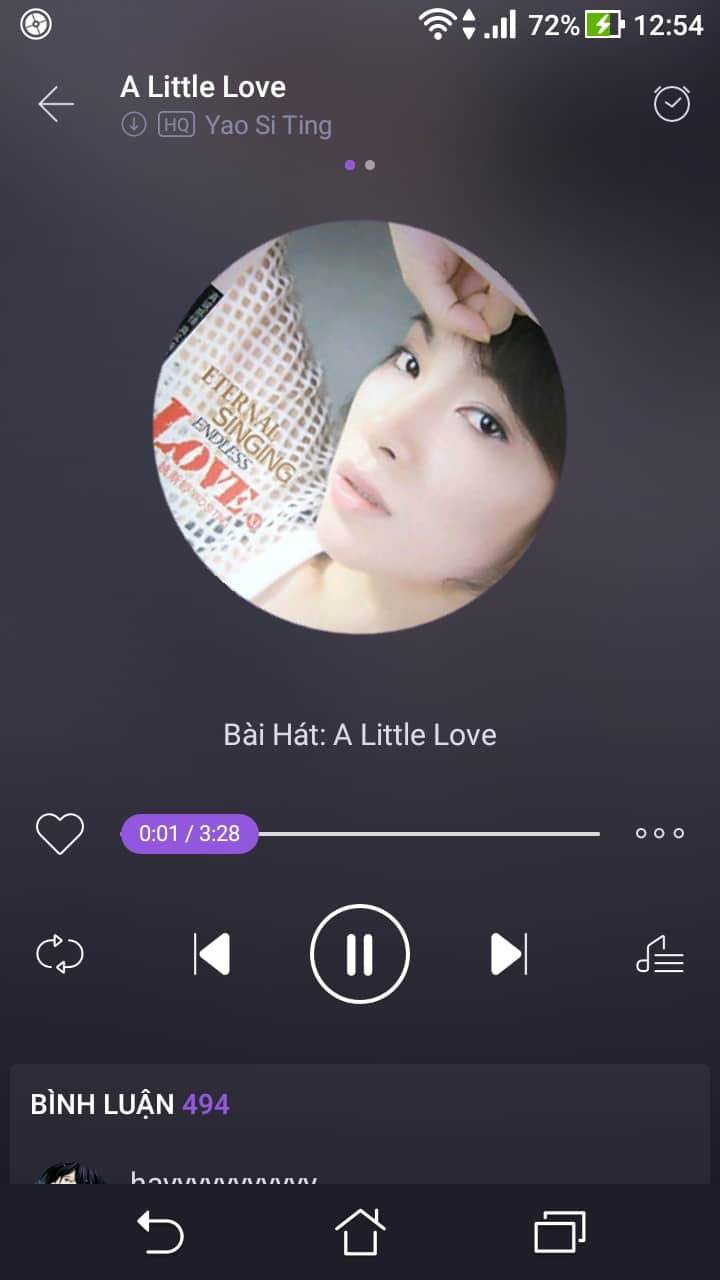 72% 12:54
A Little Love
HQ Yao Si Ting
ETERNAL
SINGING
ENDLESS
LOVE
Bài Hát: A Little Love
0:01 / 3:28
BÌNH LUẬN 494